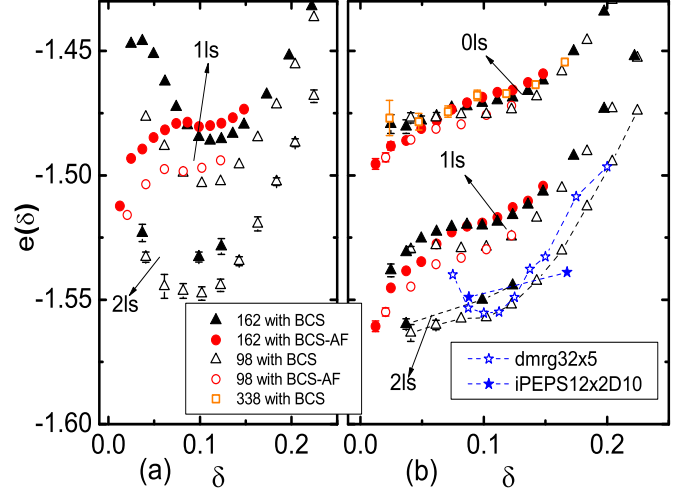 -1.45
-1.50
-1.55
-1.60
e(δ)
1ls
2ls
162 with BCS
162 with BCS-AF
98 with BCS
98 with BCS-AF
338 with BCS
0.0
0.1
0.2
(a)
δ
0ls
1ls
2ls
dmrg32x5
iPEPS12x2D10
0.0
0.1
0.2
(b)
δ